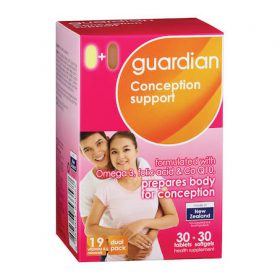 +
guardian
Conception
support
formulated with
Omega 3, folic acid & Co Q10,
prepares body
for conception
New
Zealand
19
dual
pack
30 + 30
tablets softgels
health supplement